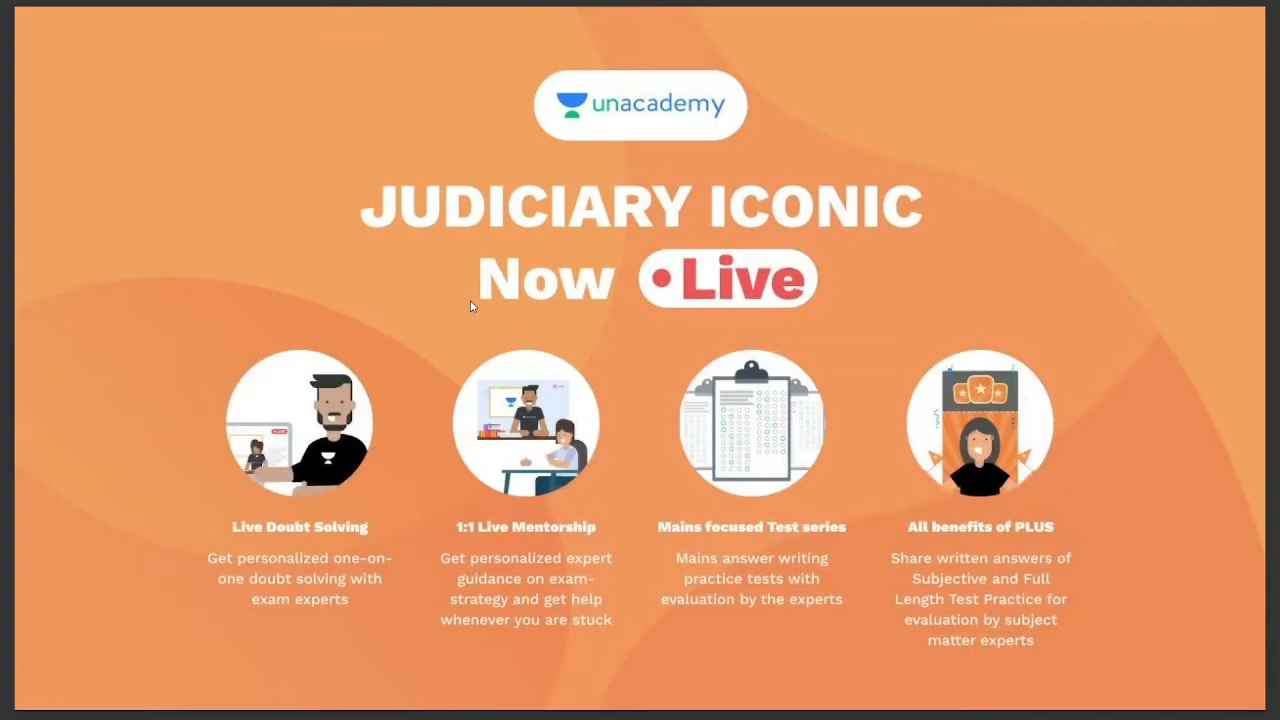 unacademy
JUDICIARY ICONIC
Now • Live
Live Doubt Solving
Get personalized one-on-
one doubt solving with
exam experts
1:1 Live Mentorship
Get personalized expert
guidance on exam-
strategy and get help
whenever you are stuck
Mains focused Test series
Mains answer writing
practice tests with
evaluation by the experts
All benefits of PLUS
Share written answers of
Subjective and Full
Length Test Practice for
evaluation by subject
matter experts